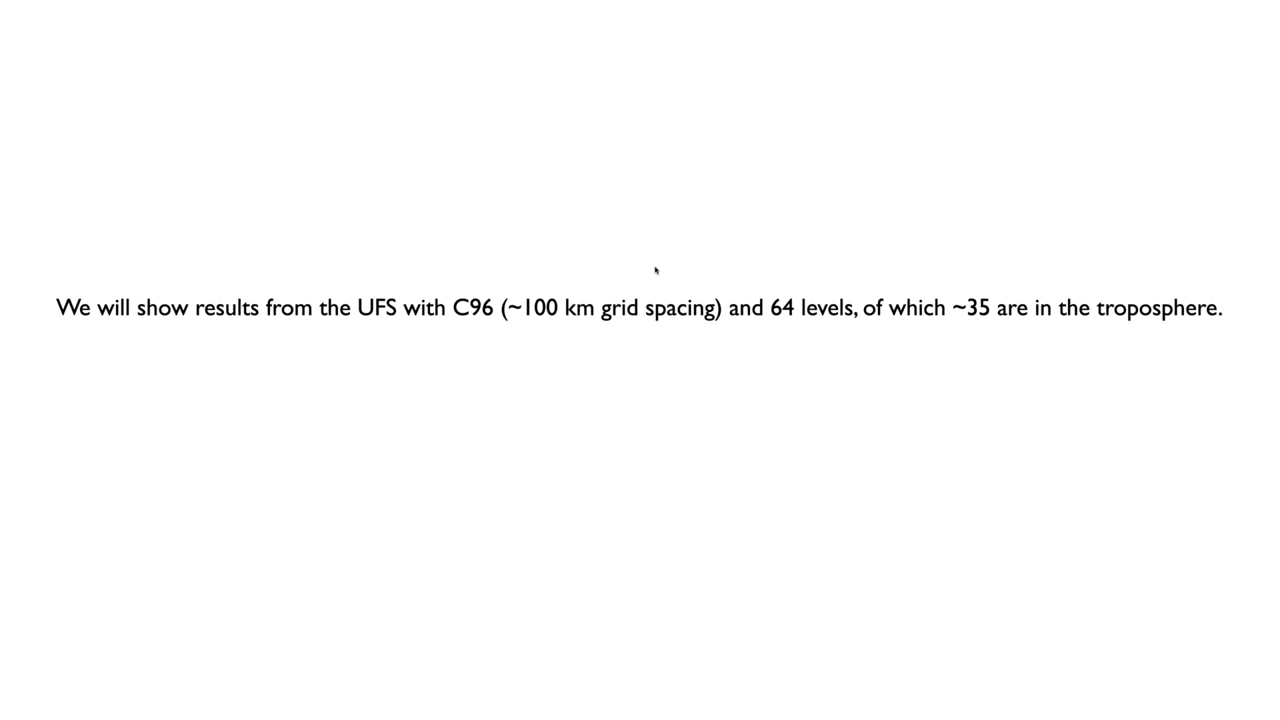 We will show results from the UFS with C96 (~100 km grid spacing) and 64 levels, of which ~35 are in the troposphere.